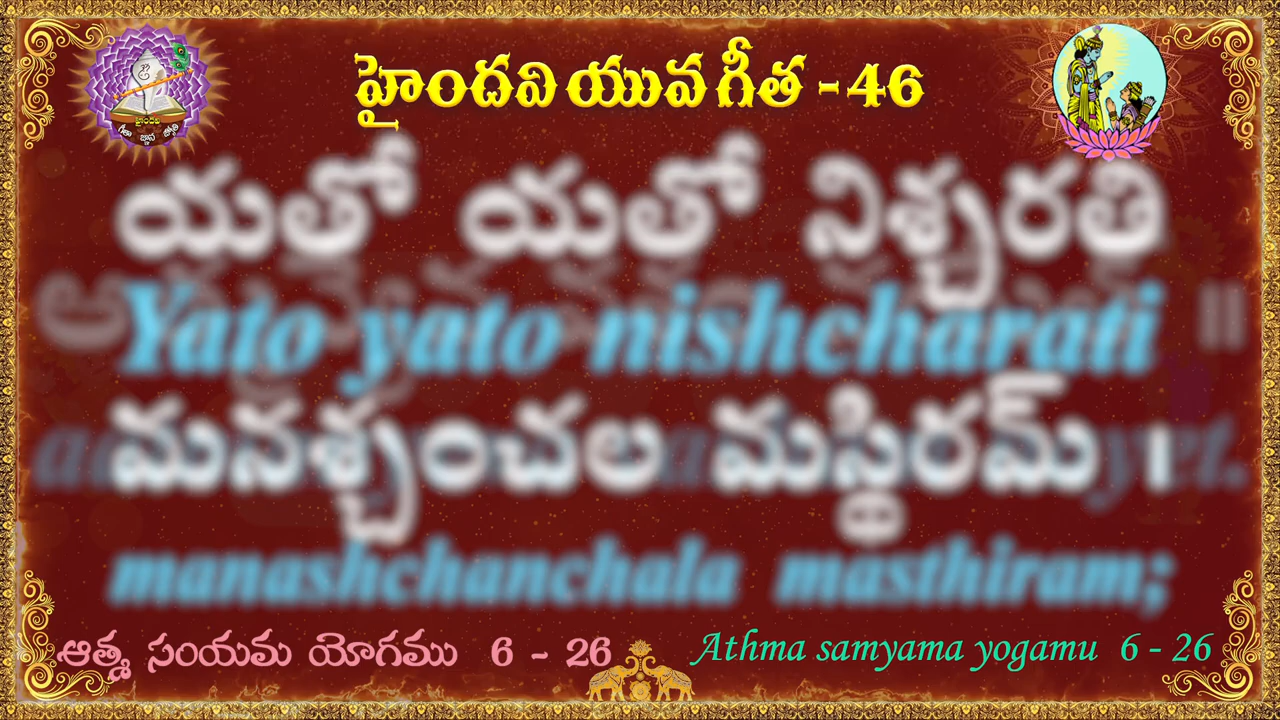 హైందవి యువ గీత - 46
యతో యతో నిశ్చరతి
Yato yato nishcharati
మనశ్చంచల మస్థిరమ్ ।
manashchanchala masthiram;
ఆత్మ సంయమ యోగము 6 - 26
Athma samyama yogamu 6 - 26